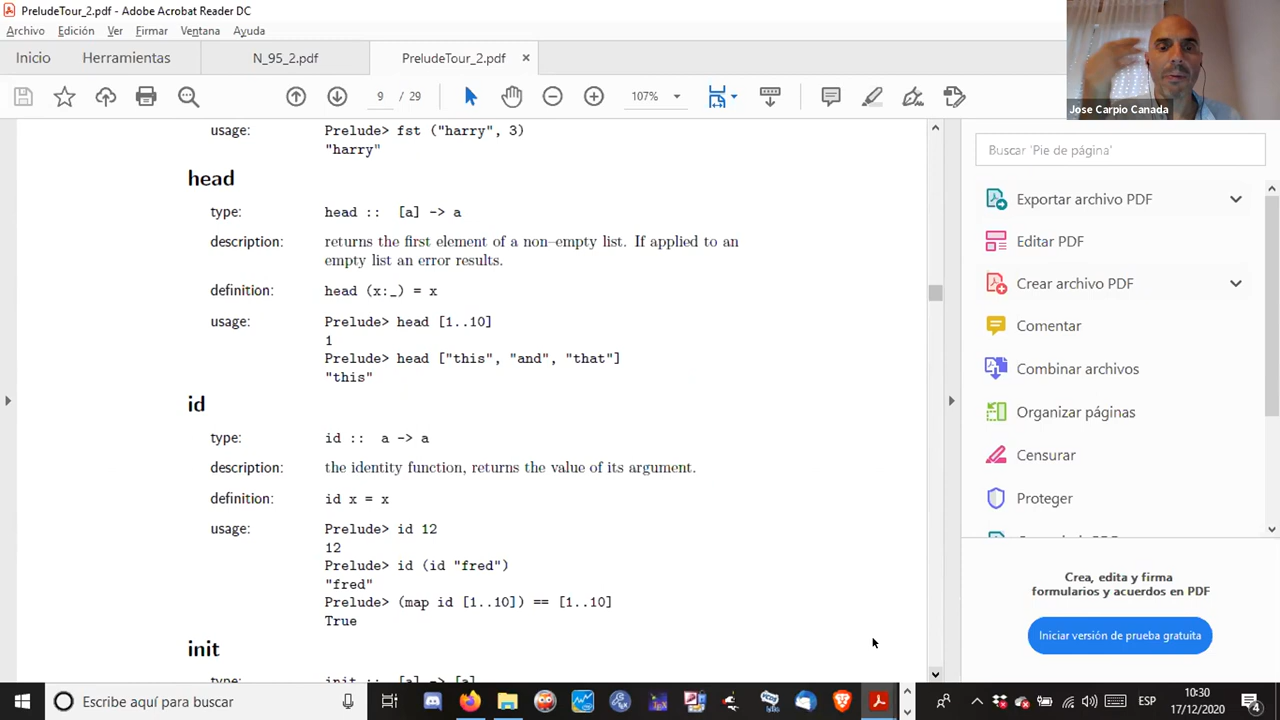 PreludeTour_2.pdf - Adobe Acrobat Reader DC
Archivo Edición Ver Firmar Ventana Ayuda
Inicio Herramientas N_95_2.pdf PreludeTour_2.pdf ×
9 / 29 107%
Jose Carpio Canada
usage: Prelude> fst ("harry", 3)
"harry"
head
type: head :: [a] -> a
description: returns the first element of a non–empty list. If applied to an
empty list an error results.
definition: head (x:_) = x
usage: Prelude> head [1..10]
1
Prelude> head ["this", "and", "that"]
"this"
id
type: id :: a -> a
description: the identity function, returns the value of its argument.
definition: id x = x
usage: Prelude> id 12
12
Prelude> id (id "fred")
"fred"
Prelude> (map id [1..10]) == [1..10]
True
init
type: init :: [a] -> [a]
Buscar 'Pie de página'
Exportar archivo PDF
Editar PDF
Crear archivo PDF
Comentar
Combinar archivos
Organizar páginas
Censurar
Proteger
Crea, edita y firma
formularios y acuerdos en PDF
Iniciar versión de prueba gratuita
Escribe aquí para buscar
ESP
10:30
17/12/2020
4